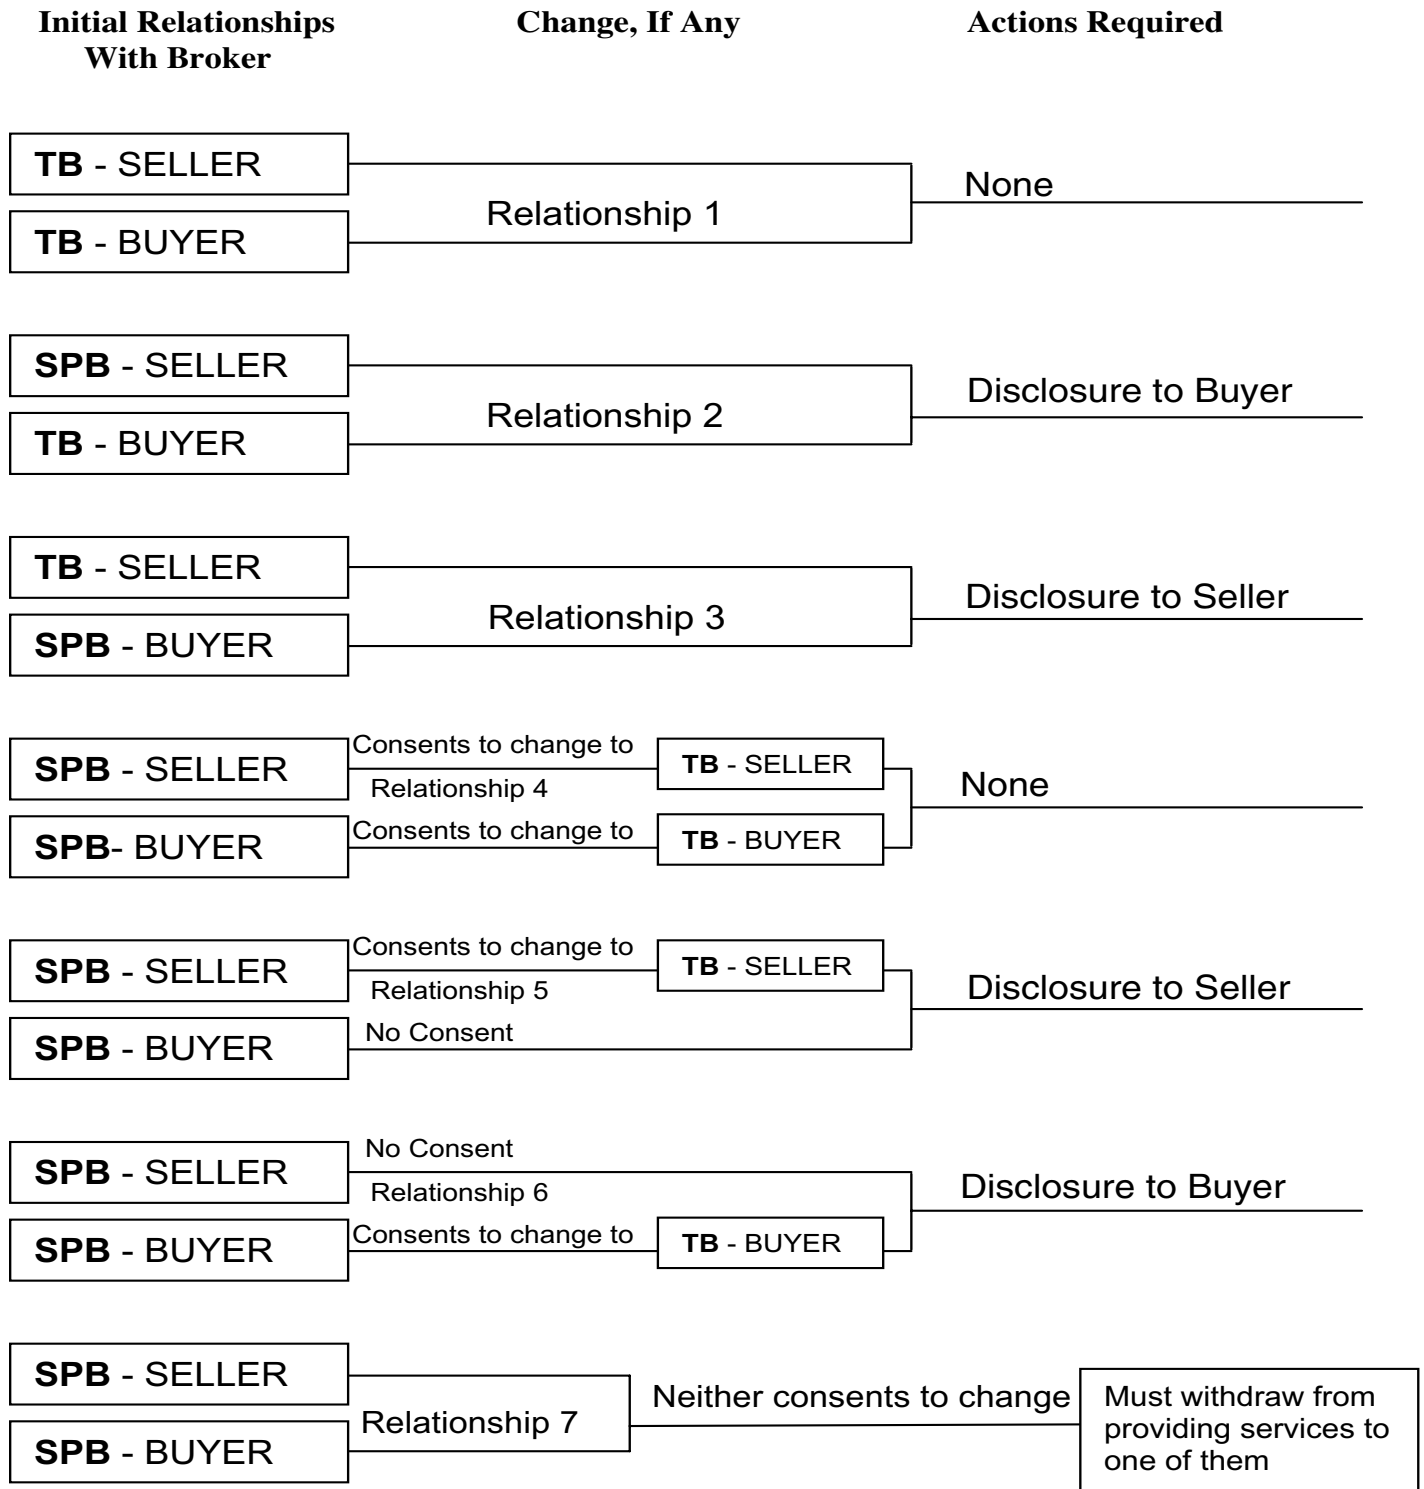 Initial Relationships
With Broker
Change, If Any
Actions Required
TB - SELLER
TB - BUYER
Relationship 1
None
SPB - SELLER
TB - BUYER
Relationship 2
Disclosure to Buyer
TB - SELLER
SPB - BUYER
Relationship 3
Disclosure to Seller
SPB - SELLER
Consents to change to
TB - SELLER
Relationship 4
SPB- BUYER
Consents to change to
TB - BUYER
None
SPB - SELLER
Consents to change to
TB - SELLER
Relationship 5
SPB - BUYER
No Consent
Disclosure to Seller
SPB - SELLER
No Consent
Relationship 6
SPB - BUYER
Consents to change to
TB - BUYER
Disclosure to Buyer
SPB - SELLER
SPB - BUYER
Relationship 7
Neither consents to change
Must withdraw from
providing services to
one of them